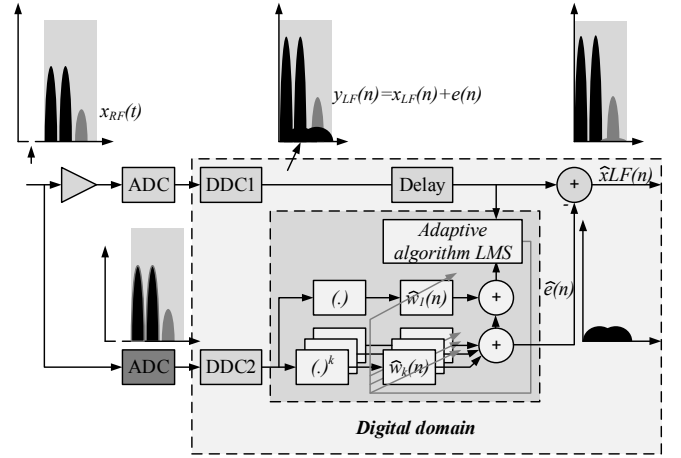 x_RF(t)
y_LF(n)=x_LF(n)+e(n)
ADC
DDC1
Delay
+
-
x̂LF(n)
Adaptive
algorithm LMS
ê(n)
(.)
ŵ_1(n)
+
(.)^k
ŵ_k(n)
+
ADC
DDC2
Digital domain